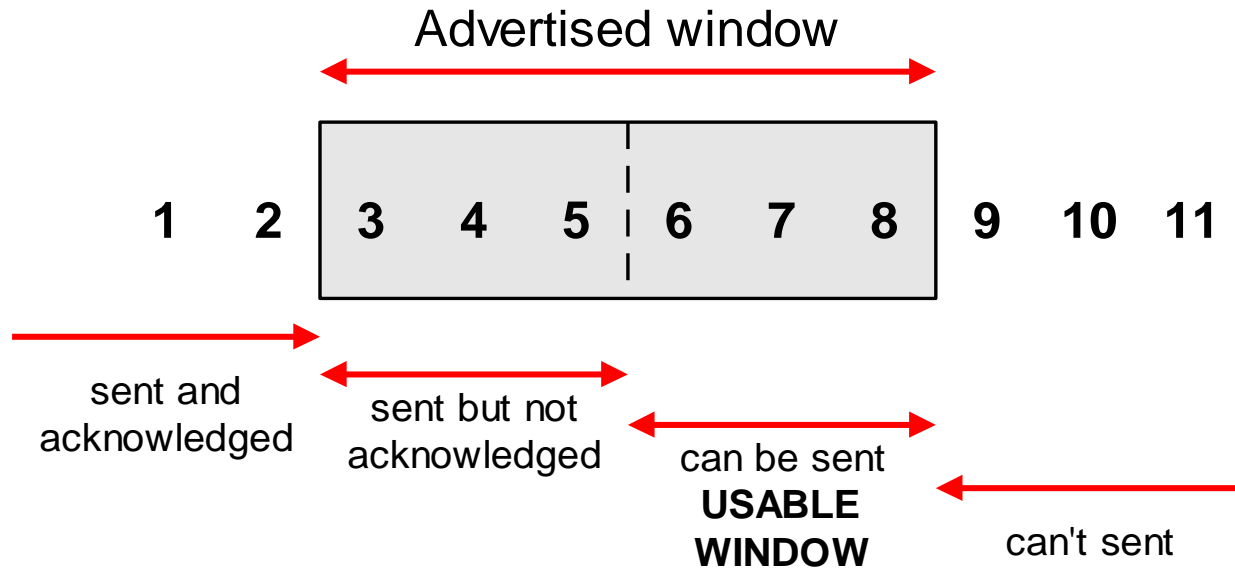 Advertised window
1 2 3 4 5 6 7 8 9 10 11
sent and
acknowledged
sent but not
acknowledged
can be sent
USABLE
WINDOW
can't sent